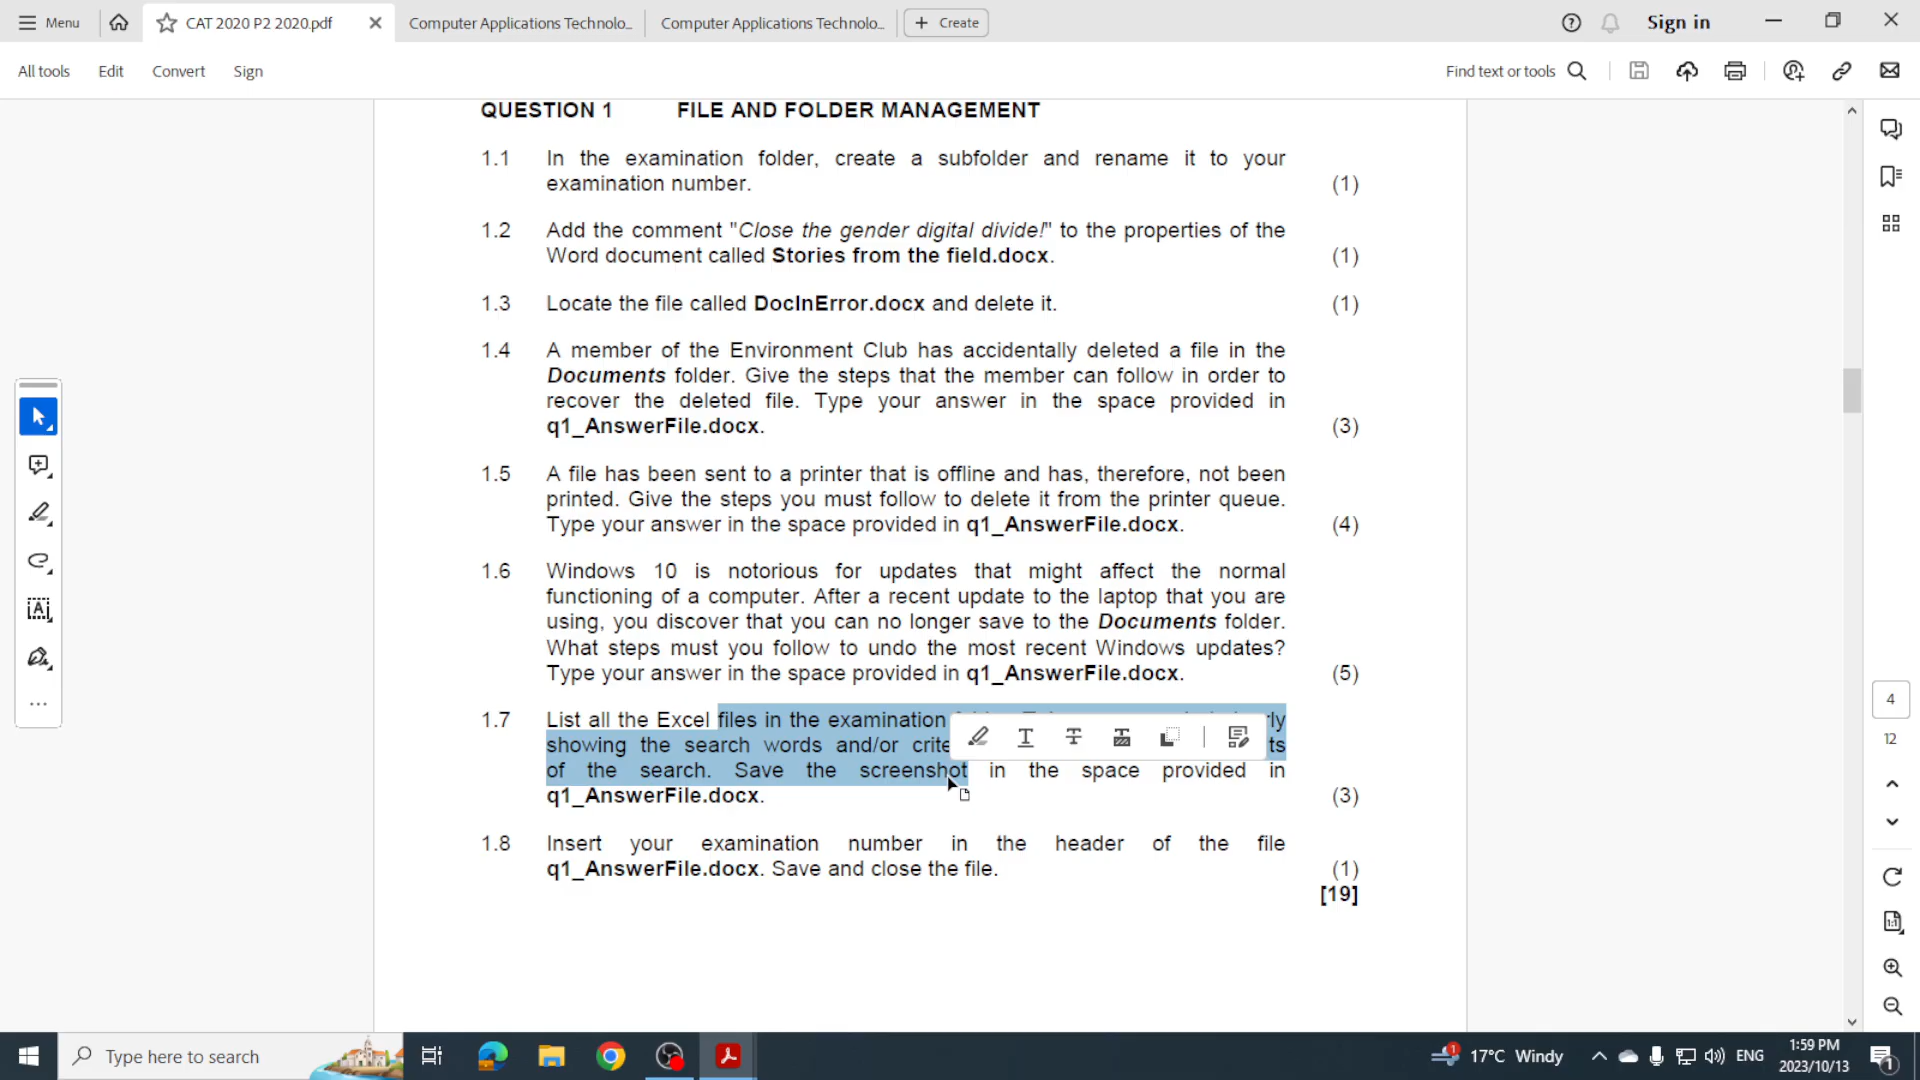 Menu
CAT 2020 P2 2020.pdf
Computer Applications Technolo...
Computer Applications Technolo...
Create
Sign in
All tools
Edit
Convert
Sign
Find text or tools
QUESTION 1 FILE AND FOLDER MANAGEMENT
1.1 In the examination folder, create a subfolder and rename it to your
examination number. (1)
1.2 Add the comment "Close the gender digital divide!" to the properties of the
Word document called Stories from the field.docx. (1)
1.3 Locate the file called DocInError.docx and delete it. (1)
1.4 A member of the Environment Club has accidentally deleted a file in the
Documents folder. Give the steps that the member can follow in order to
recover the deleted file. Type your answer in the space provided in
q1_AnswerFile.docx. (3)
1.5 A file has been sent to a printer that is offline and has, therefore, not been
printed. Give the steps you must follow to delete it from the printer queue.
Type your answer in the space provided in q1_AnswerFile.docx. (4)
1.6 Windows 10 is notorious for updates that might affect the normal
functioning of a computer. After a recent update to the laptop that you are
using, you discover that you can no longer save to the Documents folder.
What steps must you follow to undo the most recent Windows updates?
Type your answer in the space provided in q1_AnswerFile.docx. (5)
1.7 List all the Excel files in the examination
showing the search words and/or
of the search. Save the screenshot in the space provided in
q1_AnswerFile.docx. (3)
1.8 Insert your examination number in the header of the file
q1_AnswerFile.docx. Save and close the file. (1)
[19]
4
12
Type here to search
17°C Windy
ENG
1:59 PM
2023/10/13
1